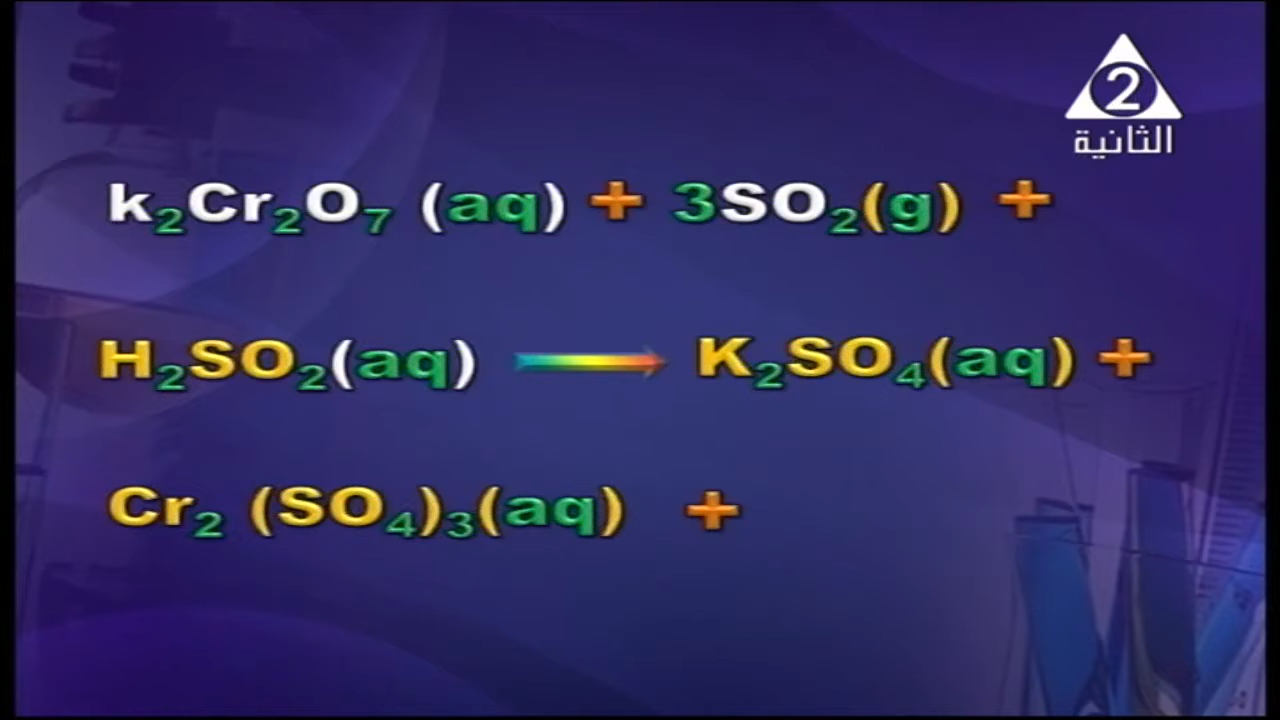 2
الثانية
k₂Cr₂O₇ (aq) + 3SO₂(g) +
H₂SO₂(aq) → K₂SO₄(aq) +
Cr₂ (SO₄)₃(aq) +